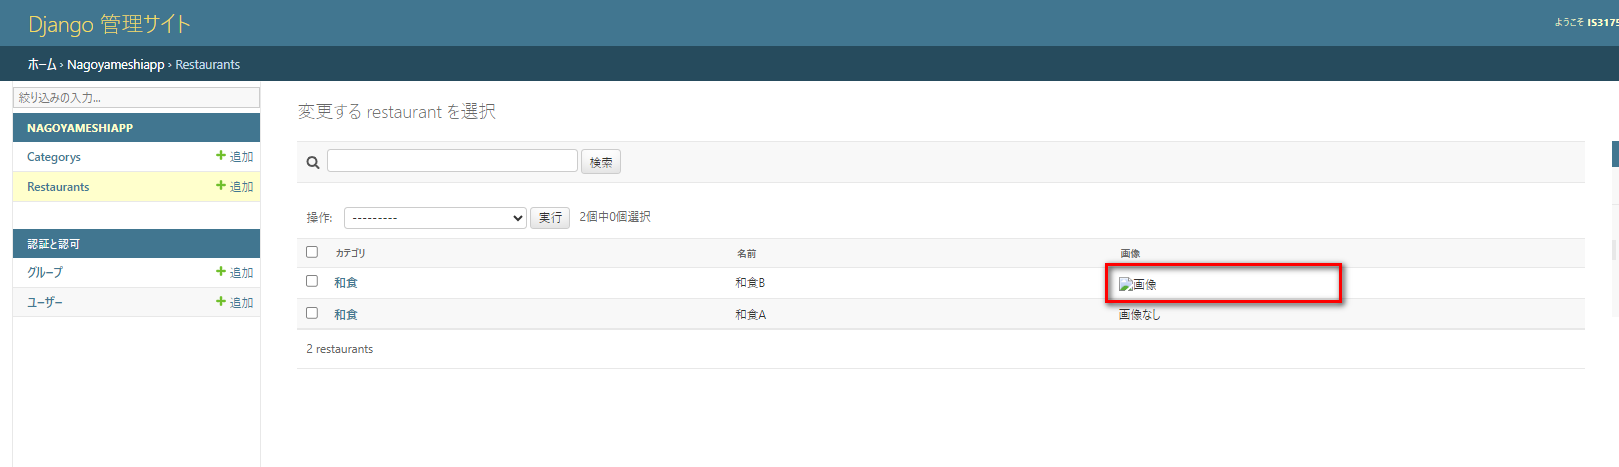 Django 管理サイト
ようこそ IS3175
ホーム › Nagoyameshiapp › Restaurants
絞り込みの入力...
NAGOYAMESHIAPP
Categorys + 追加
Restaurants + 追加
認証と認可
グループ + 追加
ユーザー + 追加
変更する restaurant を選択
検索
操作: --------- 実行 2個中0個選択
カテゴリ 名前 画像
和食 和食B 画像
和食 和食A 画像なし
2 restaurants